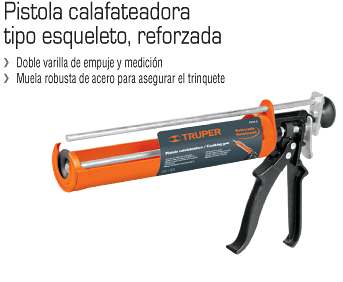 Pistola calafateadora
tipo esqueleto, reforzada
› Doble varilla de empuje y medición
› Muela robusta de acero para asegurar el trinquete
TRUPER
Pistola calafateadora / Caulking gun